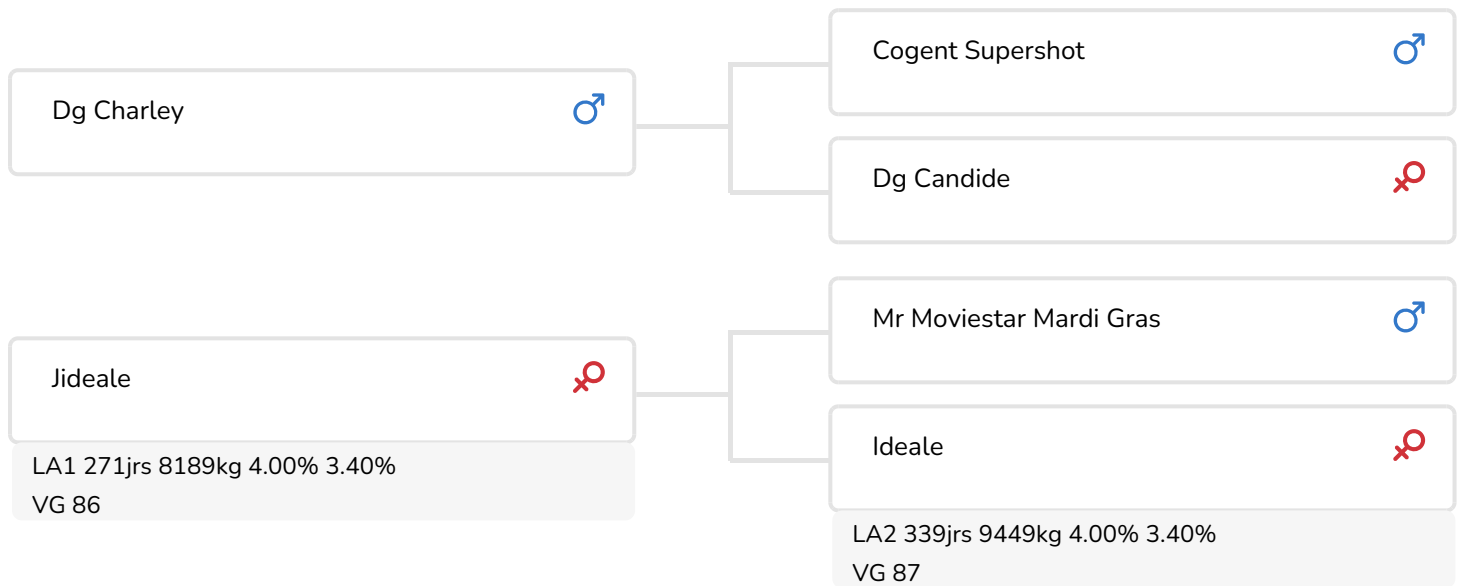 Cogent Supershot
Dg Charley
Dg Candide
Mr Moviestar Mardi Gras
Jideale
LA1 271jrs 8189kg 4.00% 3.40%
VG 86
Ideale
LA2 339jrs 9449kg 4.00% 3.40%
VG 87